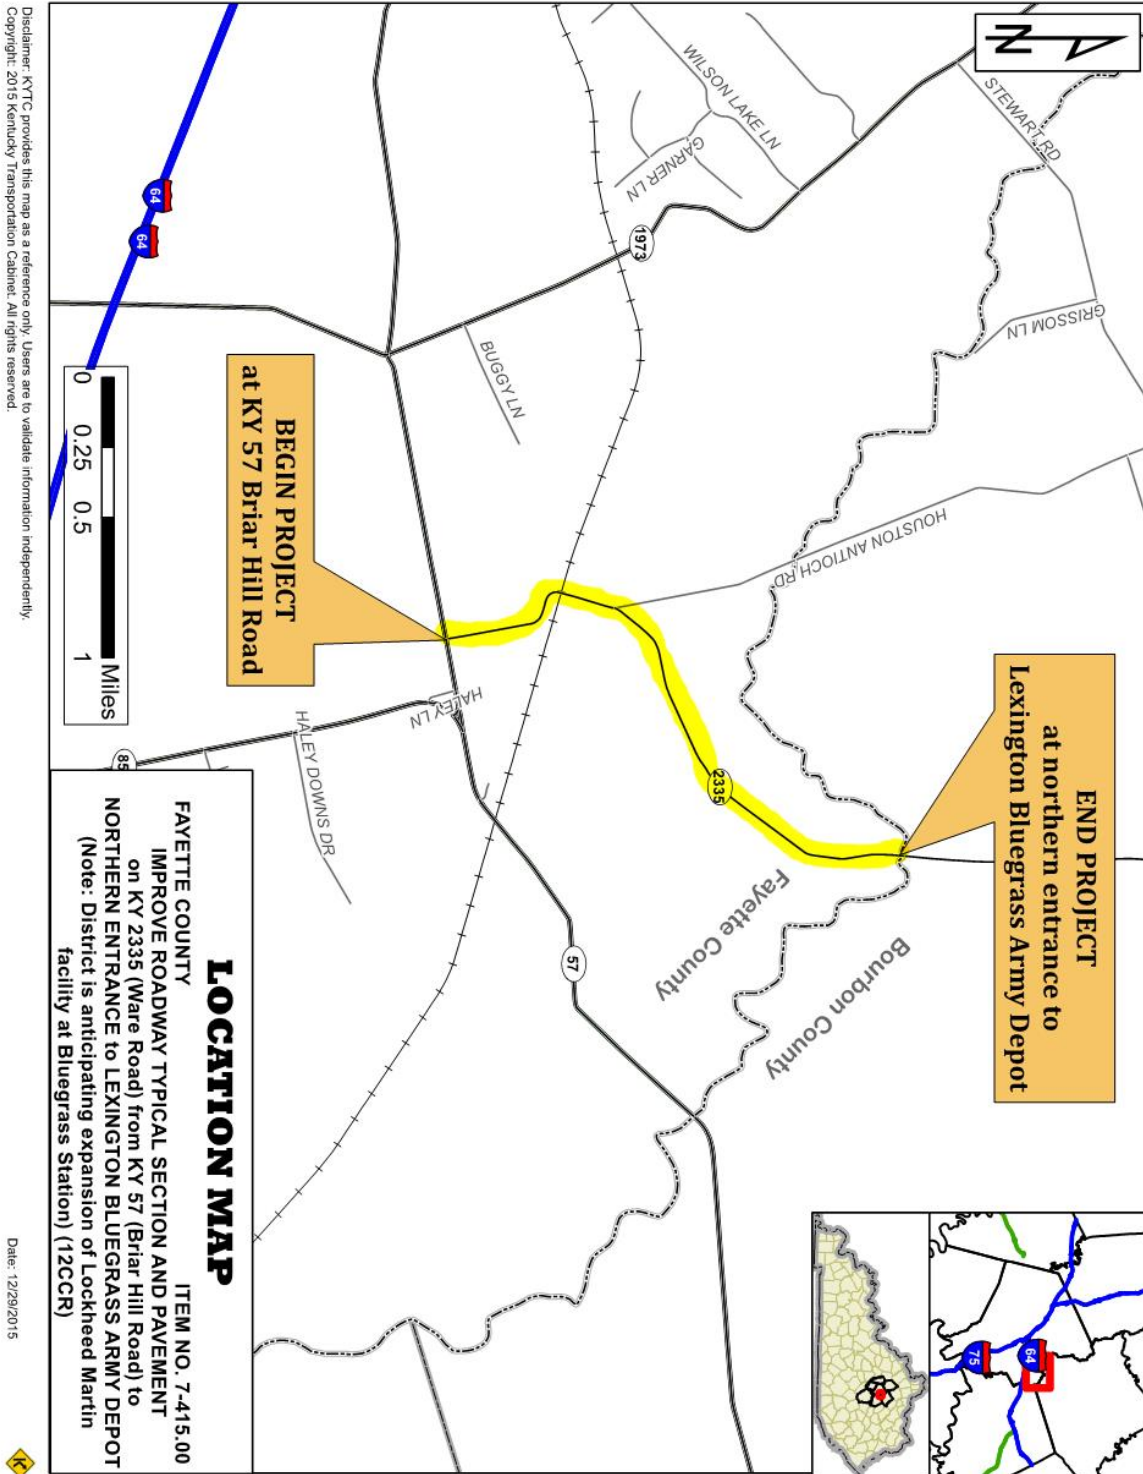 N
STEWART RD
WILSON LAKE LN
GARNER LN
1973
GRISSOM LN
64
64
BUGGY LN
HOUSTON ANTIOCH RD
BEGIN PROJECT
at KY 57 Briar Hill Road
END PROJECT
at northern entrance to
Lexington Bluegrass Army Depot
2335
HALEY LN
HALEY DOWNS DR
85
57
Fayette County
Bourbon County
0 0.25 0.5 1
Miles
64
75
LOCATION MAP
FAYETTE COUNTY ITEM NO. 7-415.00
IMPROVE ROADWAY TYPICAL SECTION AND PAVEMENT
on KY 2335 (Ware Road) from KY 57 (Briar Hill Road) to
NORTHERN ENTRANCE to LEXINGTON BLUEGRASS ARMY DEPOT
(Note: District is anticipating expansion of Lockheed Martin
facility at Bluegrass Station) (12CCR)
Disclaimer: KYTC provides this map as a reference only. Users are to validate information independently.
Copyright: 2015 Kentucky Transportation Cabinet. All rights reserved.
Date: 12/29/2015